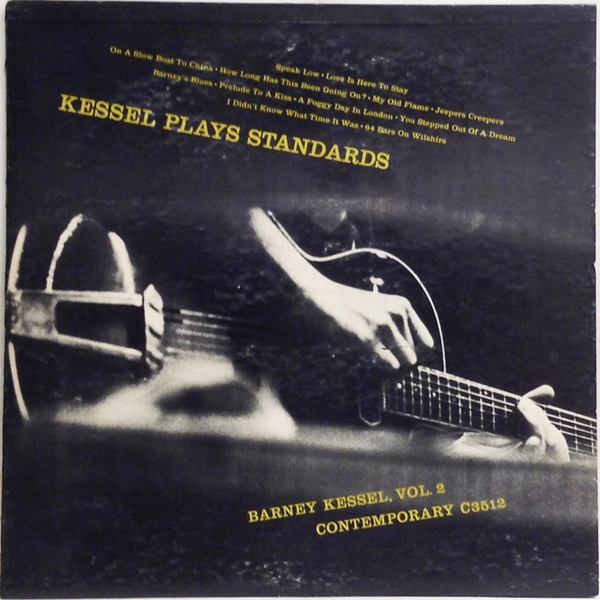 Speak Low • Love Is Here To Stay
On A Slow Boat To China • How Long Has This Been Going On? • My Old Flame • Jeepers Creepers
Barney's Blues • Prelude To A Kiss • A Foggy Day In London • You Stepped Out Of A Dream
I Didn't Know What Time It Was • 64 Bars On Wilshire
KESSEL PLAYS STANDARDS
BARNEY KESSEL, VOL. 2
CONTEMPORARY C3512